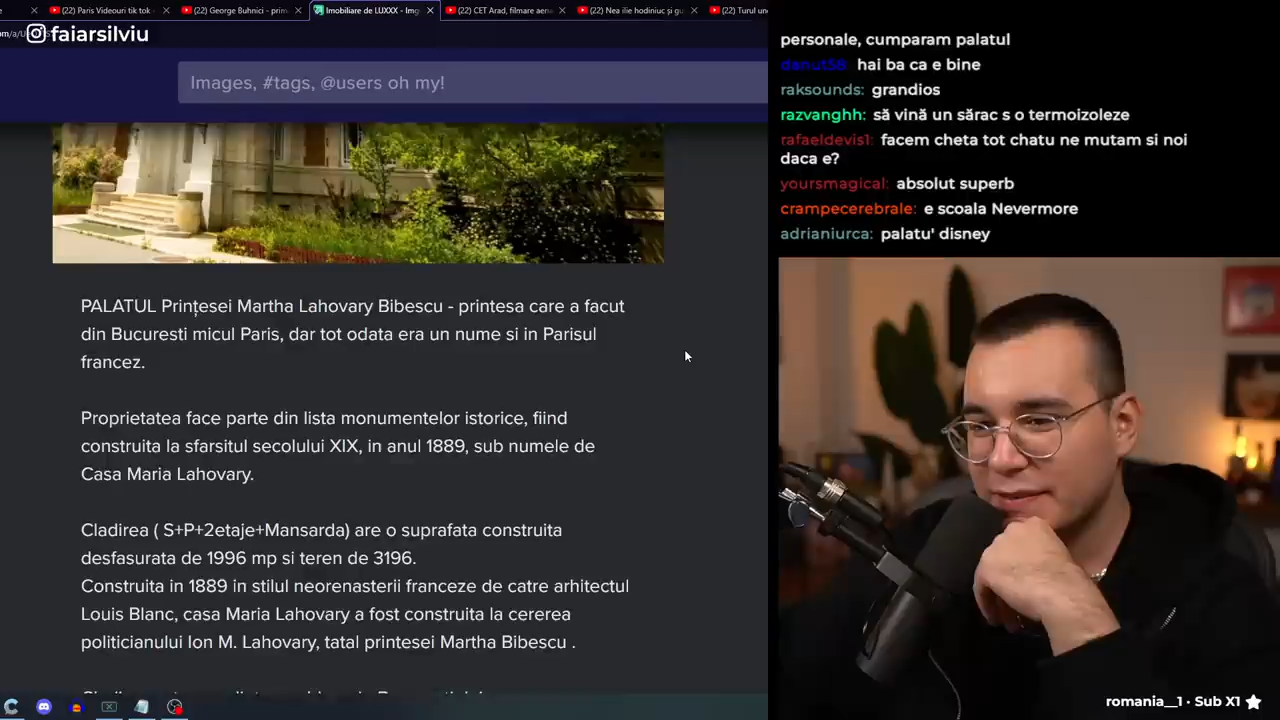 (22) Paris Videouri tik tok
(22) George Buhnici - prim
Imobiliare de LUXXX - Img
(22) CET Arad, filmare aeri
(22) Nea ilie hodiniuc și gu
(22) Turul un
om/a/U
faiarsilviu
Images, #tags, @users oh my!
PALATUL Prințesei Martha Lahovary Bibescu - printesa care a facut
din Bucuresti micul Paris, dar tot odata era un nume si in Parisul
francez.
Proprietatea face parte din lista monumentelor istorice, fiind
construita la sfarsitul secolului XIX, in anul 1889, sub numele de
Casa Maria Lahovary.
Cladirea ( S+P+2etaje+Mansarda) are o suprafata construita
desfasurata de 1996 mp si teren de 3196.
Construita in 1889 in stilul neorenasterii franceze de catre arhitectul
Louis Blanc, casa Maria Lahovary a fost construita la cererea
politicianului Ion M. Lahovary, tatal printesei Martha Bibescu .
personale, cumparam palatul
danut58: hai ba ca e bine
raksounds: grandios
razvanghh: să vină un sărac s o termoizoleze
rafaeldevis1: facem cheta tot chatu ne mutam si noi
daca e?
yoursmagical: absolut superb
crampecerebrale: e scoala Nevermore
adrianiurca: palatu' disney
romania__1 · Sub X1